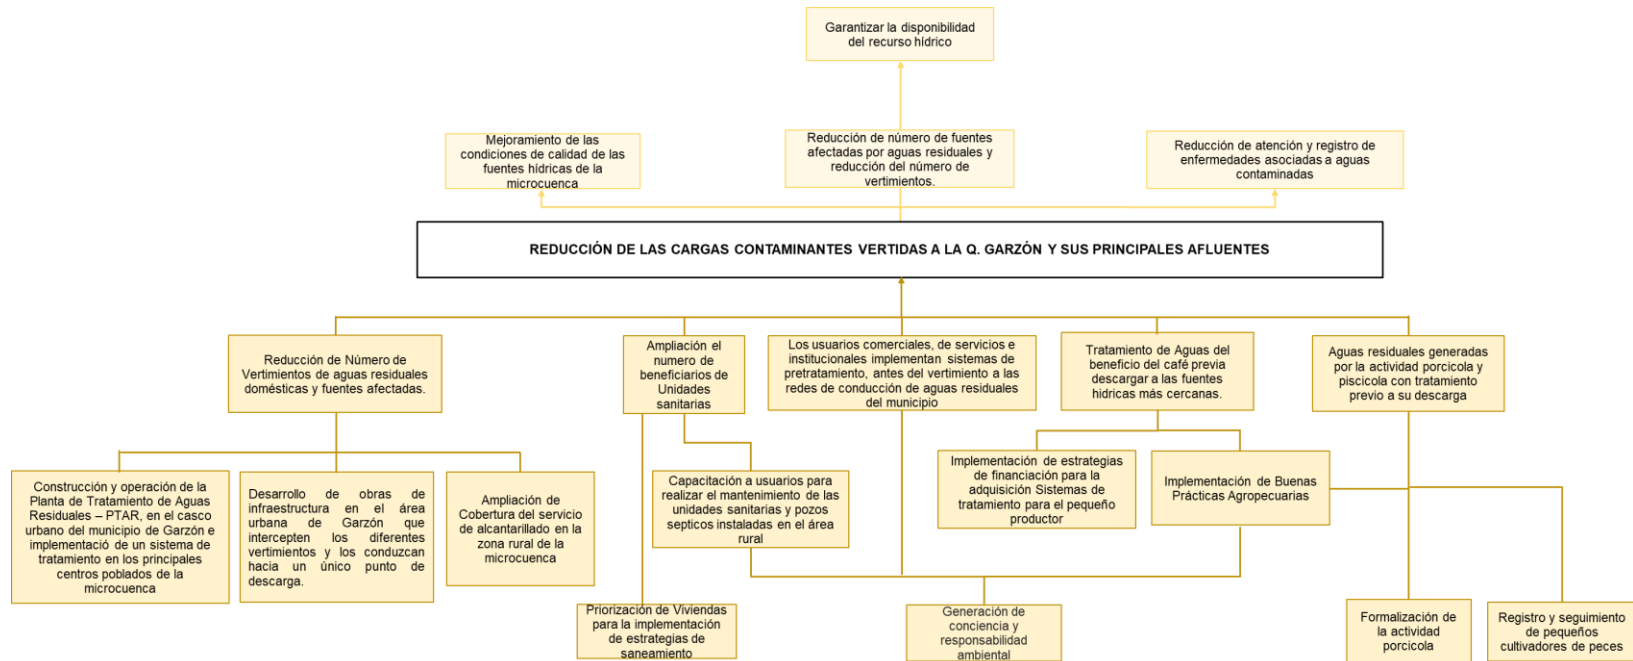 Garantizar la disponibilidad
del recurso hídrico
Mejoramiento de las
condiciones de calidad de las
fuentes hídricas de la
microcuenca
Reducción de número de fuentes
afectadas por aguas residuales y
reducción del número de
vertimientos.
Reducción de atención y registro de
enfermedades asociadas a aguas
contaminadas
REDUCCIÓN DE LAS CARGAS CONTAMINANTES VERTIDAS A LA Q. GARZÓN Y SUS PRINCIPALES AFLUENTES
Reducción de Número de
Vertimientos de aguas residuales
domésticas y fuentes afectadas.
Ampliación el
numero de
beneficiarios de
Unidades
sanitarias
Los usuarios comerciales, de servicios e
institucionales implementan sistemas de
pretratamiento, antes del vertimiento a las
redes de conducción de aguas residuales
del municipio
Tratamiento de Aguas del
beneficio del café previa
descargar a las fuentes
hídricas más cercanas.
Aguas residuales generadas
por la actividad porcicola y
piscicola con tratamiento
previo a su descarga
Construcción y operación de la
Planta de Tratamiento de Aguas
Residuales – PTAR, en el casco
urbano del municipio de Garzón e
implementació de un sistema de
tratamiento en los principales
centros poblados de la
microcuenca
Desarrollo de obras de
infraestructura en el área
urbana de Garzón que
intercepten los diferentes
vertimientos y los conduzcan
hacia un único punto de
descarga.
Ampliación de
Cobertura del servicio
de alcantarillado en la
zona rural de la
microcuenca
Capacitación a usuarios para
realizar el mantenimiento de las
unidades sanitarias y pozos
septicos instaladas en el área
rural
Implementación de estrategias
de financiación para la
adquisición Sistemas de
tratamiento para el pequeño
productor
Implementación de Buenas
Prácticas Agropecuarias
Priorización de Viviendas
para la implementación de
estrategias de
saneamiento
Generación de
conciencia y
responsabilidad
ambiental
Formalización de
la actividad
porcicola
Registro y seguimiento
de pequeños
cultivadores de peces